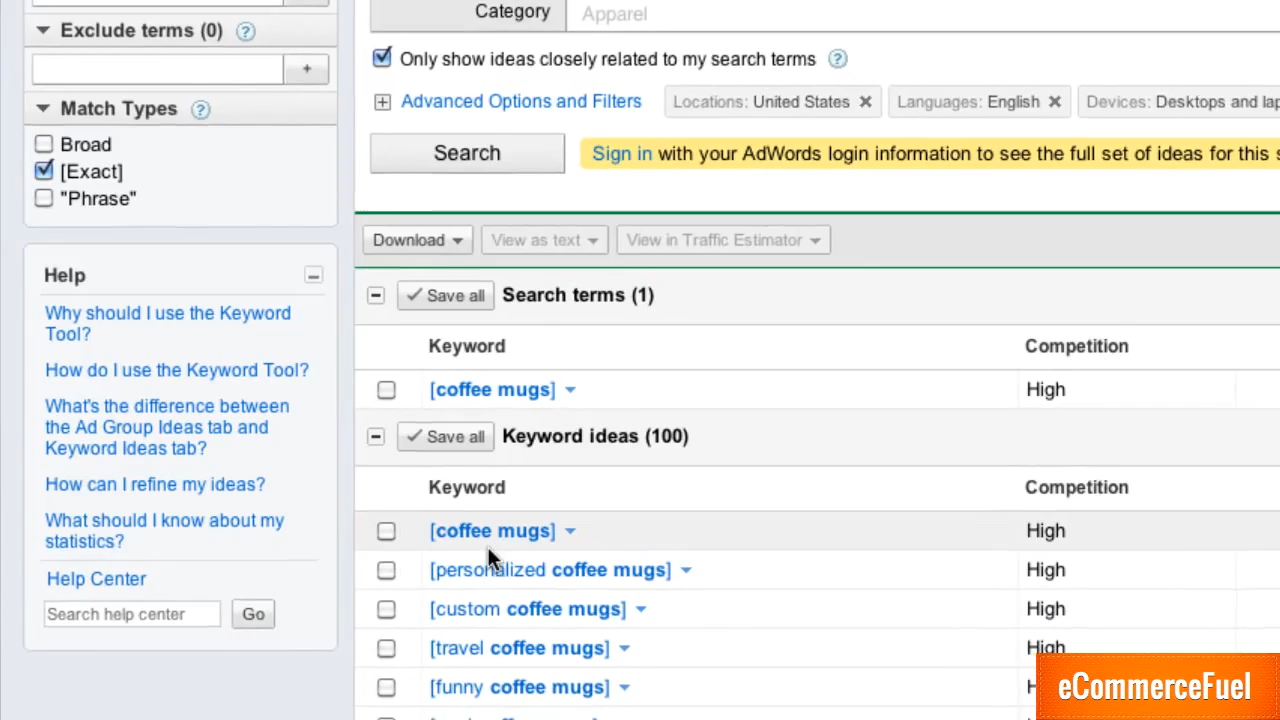 Exclude terms (0) ?
+
Match Types ?
Broad
[Exact]
"Phrase"
Help
Why should I use the Keyword
Tool?
How do I use the Keyword Tool?
What's the difference between
the Ad Group Ideas tab and
Keyword Ideas tab?
How can I refine my ideas?
What should I know about my
statistics?
Help Center
Search help center Go
Category Apparel
Only show ideas closely related to my search terms ?
Advanced Options and Filters Locations: United States × Languages: English × Devices: Desktops and lap
Search Sign in with your AdWords login information to see the full set of ideas for this s
Download View as text View in Traffic Estimator
Save all Search terms (1)
Keyword Competition
[coffee mugs] High
Save all Keyword ideas (100)
Keyword Competition
[coffee mugs] High
[personalized coffee mugs] High
[custom coffee mugs] High
[travel coffee mugs] High
[funny coffee mugs]
eCommerceFuel